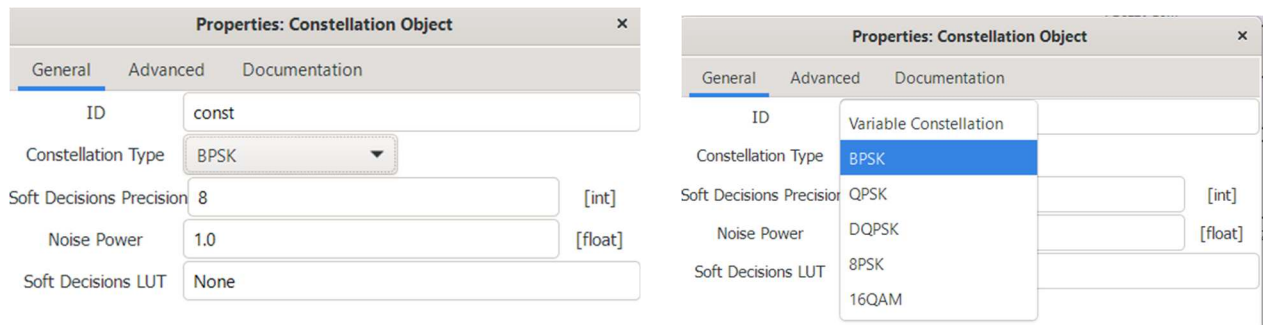 Properties: Constellation Object ×
General Advanced Documentation
ID const
Constellation Type BPSK
Soft Decisions Precision 8 [int]
Noise Power 1.0 [float]
Soft Decisions LUT None
Properties: Constellation Object ×
General Advanced Documentation
ID
Variable Constellation
Constellation Type BPSK
Soft Decisions Precision QPSK [int]
Noise Power DQPSK [float]
Soft Decisions LUT 8PSK
16QAM